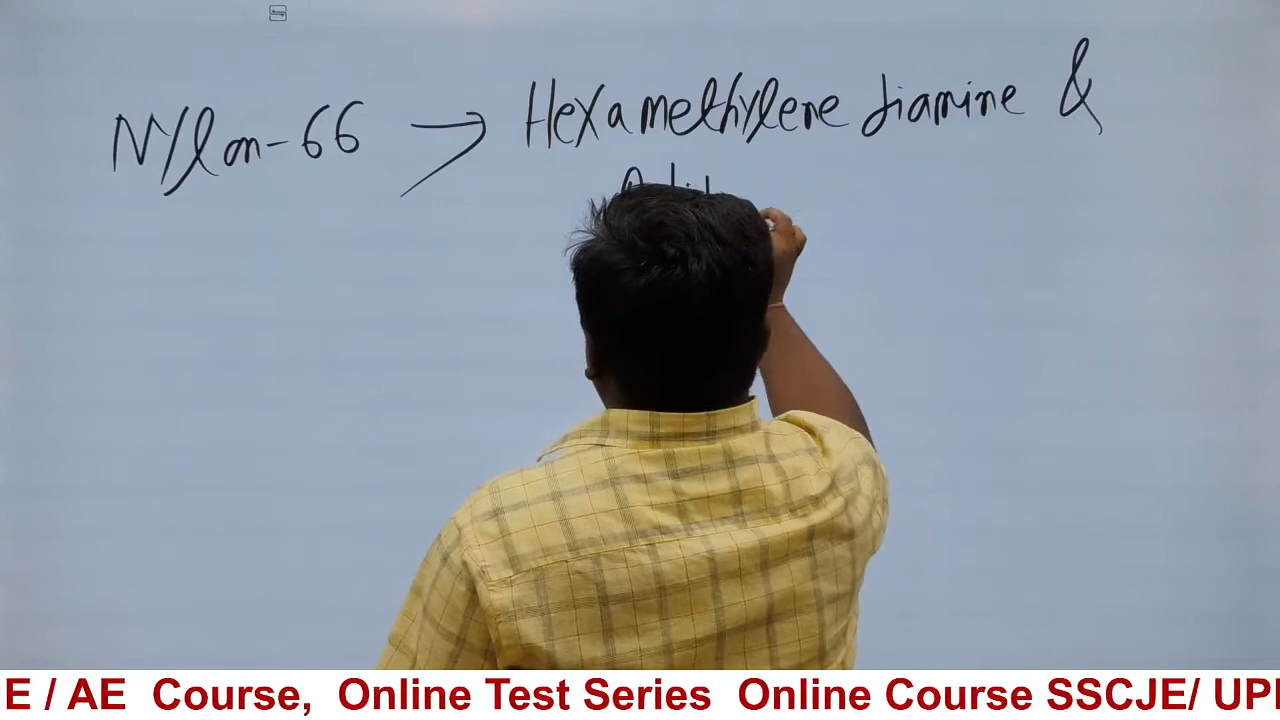 Nylon-66 → Hexamethylene diamine &
E / AE Course, Online Test Series Online Course SSCJE/ UP